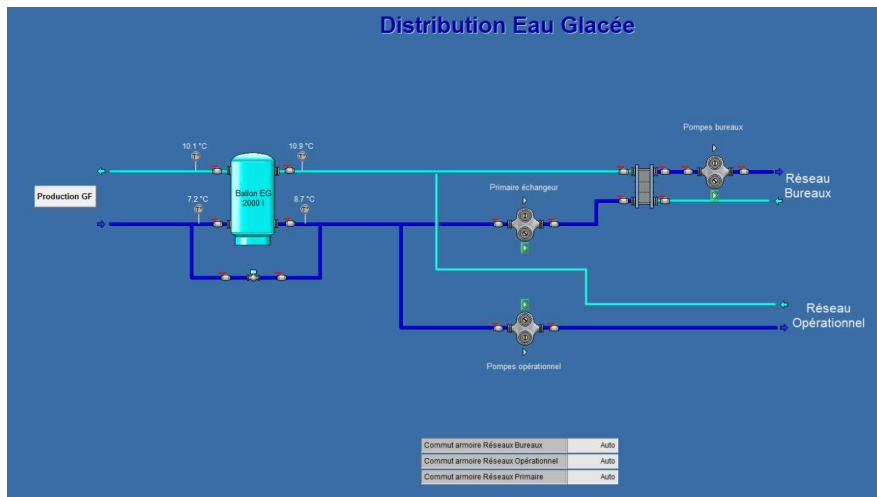 Distribution Eau Glacée
Pompes bureaux
10.1 °C
10.9 °C
Réseau
Bureaux
Primaire échangeur
Production GF
7.2 °C
Ballon EG
2000 l
8.7 °C
Réseau
Opérationnel
Pompes opérationnel
Commut armoire Réseaux Bureaux Auto
Commut armoire Réseaux Opérationnel Auto
Commut armoire Réseaux Primaire Auto